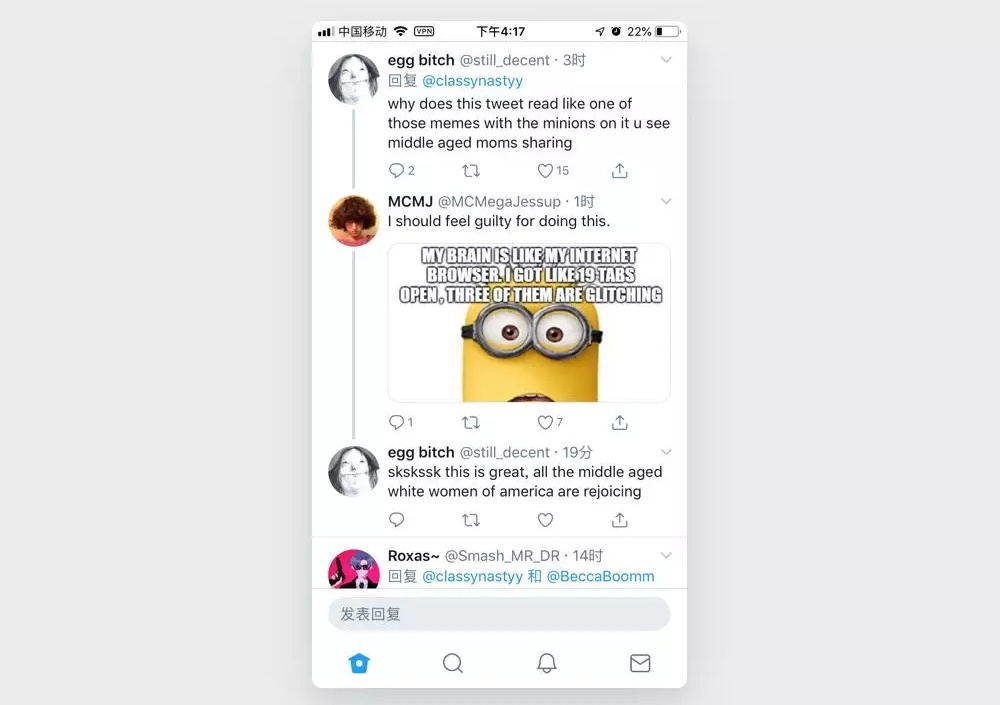 中国移动 VPN 下午4:17 22%
egg bitch @still_decent · 3时
回复 @classynastyy
why does this tweet read like one of
those memes with the minions on it u see
middle aged moms sharing
2 15
MCMJ @MCMegaJessup · 1时
I should feel guilty for doing this.
MY BRAIN IS LIKE MY INTERNET
BROWSER. I GOT LIKE 19 TABS
OPEN , THREE OF THEM ARE GLITCHING
1 7
egg bitch @still_decent · 19分
skskssk this is great, all the middle aged
white women of america are rejoicing
Roxas~ @Smash_MR_DR · 14时
回复 @classynastyy 和 @BeccaBoomm
发表回复